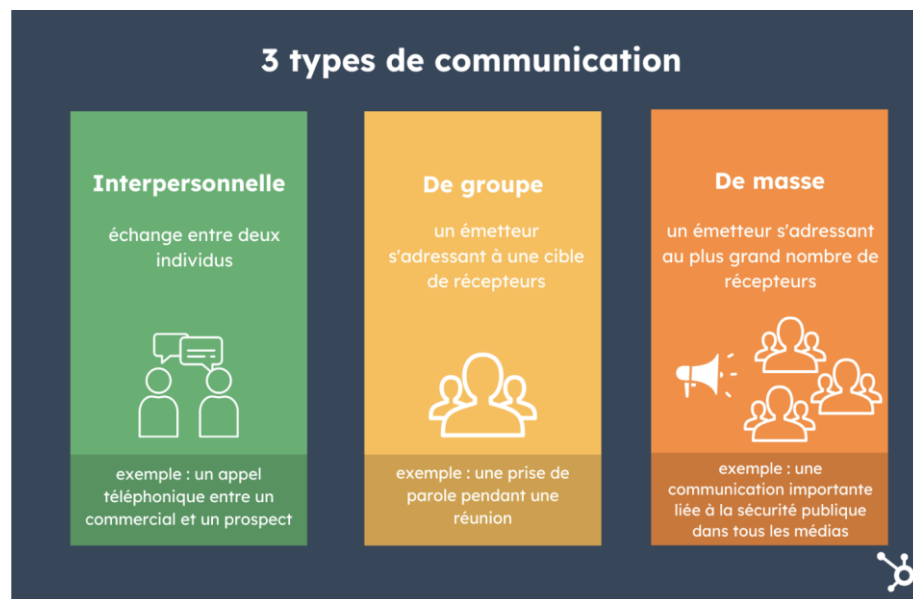 3 types de communication
Interpersonnelle
échange entre deux
individus
exemple : un appel
téléphonique entre un
commercial et un prospect
De groupe
un émetteur
s'adressant à une cible
de récepteurs
exemple : une prise de
parole pendant une
réunion
De masse
un émetteur s'adressant
au plus grand nombre de
récepteurs
exemple : une
communication importante
liée à la sécurité publique
dans tous les médias